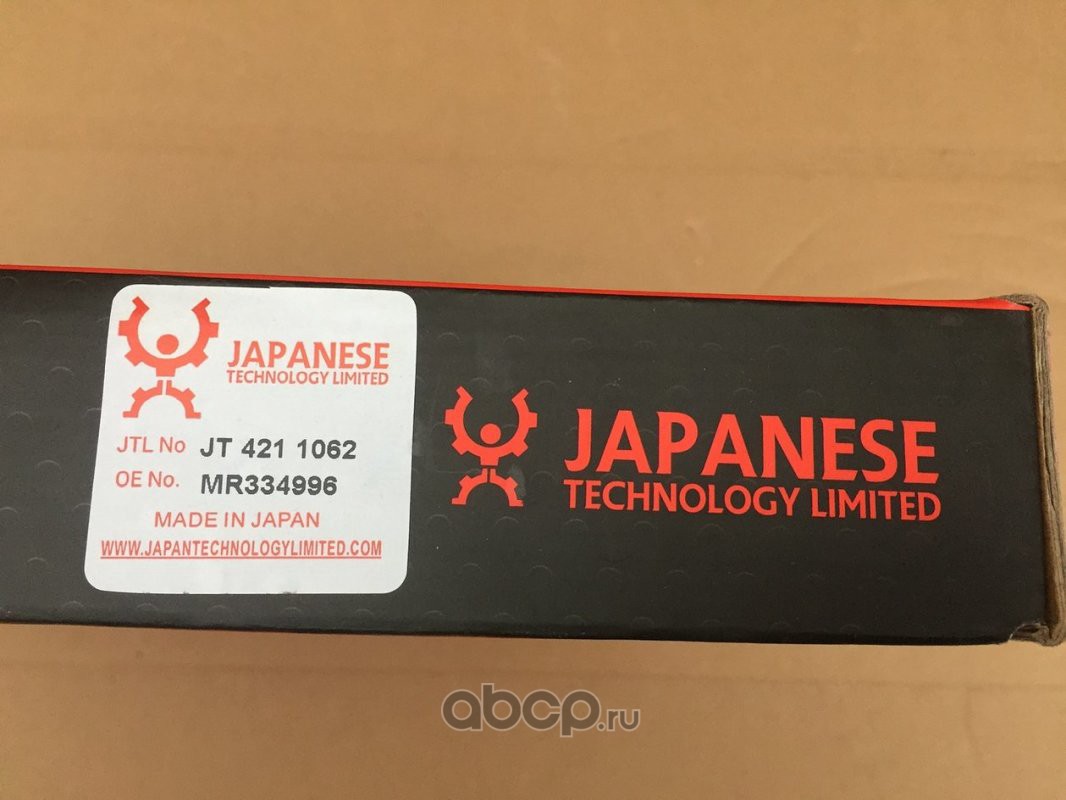 JAPANESE
TECHNOLOGY LIMITED
JTL No JT 421 1062
OE No. MR334996
MADE IN JAPAN
WWW.JAPANTECHNOLOGYLIMITED.COM
JAPANESE
TECHNOLOGY LIMITED
abcp.ru